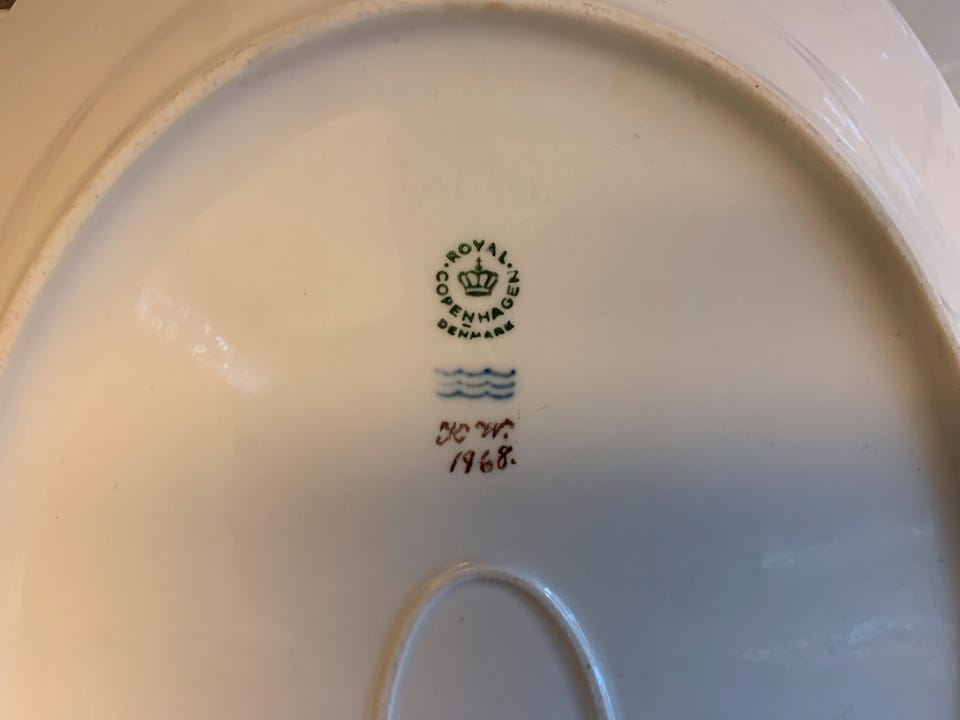 ROYAL
COPENHAGEN
DENMARK
K W.
1968.